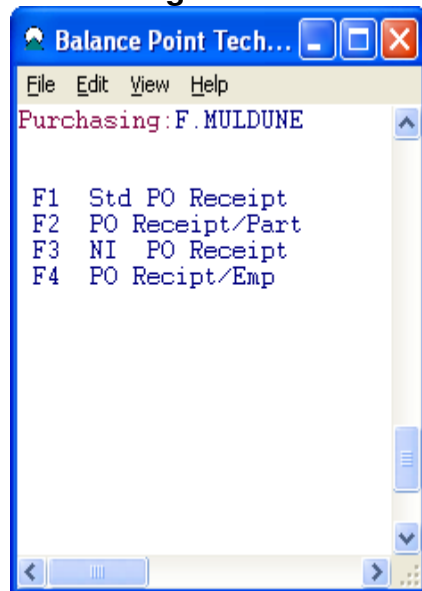 Balance Point Tech...
File Edit View Help
Purchasing:F.MULDUNE
F1 Std PO Receipt
F2 PO Receipt/Part
F3 NI PO Receipt
F4 PO Recipt/Emp